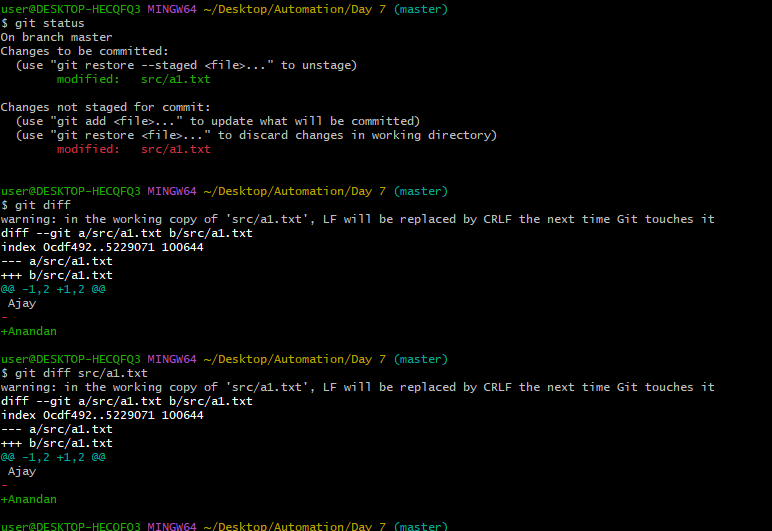 user@DESKTOP-HECQFQ3 MINGW64 ~/Desktop/Automation/Day 7 (master)
$ git status
On branch master
Changes to be committed:
  (use "git restore --staged <file>..." to unstage)
        modified:   src/a1.txt

Changes not staged for commit:
  (use "git add <file>..." to update what will be committed)
  (use "git restore <file>..." to discard changes in working directory)
        modified:   src/a1.txt

user@DESKTOP-HECQFQ3 MINGW64 ~/Desktop/Automation/Day 7 (master)
$ git diff
warning: in the working copy of 'src/a1.txt', LF will be replaced by CRLF the next time Git touches it
diff --git a/src/a1.txt b/src/a1.txt
index 0cdf492..5229071 100644
--- a/src/a1.txt
+++ b/src/a1.txt
@@ -1,2 +1,2 @@
 Ajay
-
+Anandan

user@DESKTOP-HECQFQ3 MINGW64 ~/Desktop/Automation/Day 7 (master)
$ git diff src/a1.txt
warning: in the working copy of 'src/a1.txt', LF will be replaced by CRLF the next time Git touches it
diff --git a/src/a1.txt b/src/a1.txt
index 0cdf492..5229071 100644
--- a/src/a1.txt
+++ b/src/a1.txt
@@ -1,2 +1,2 @@
 Ajay
-
+Anandan

user@DESKTOP-HECQFQ3 MINGW64 ~/Desktop/Automation/Day 7 (master)